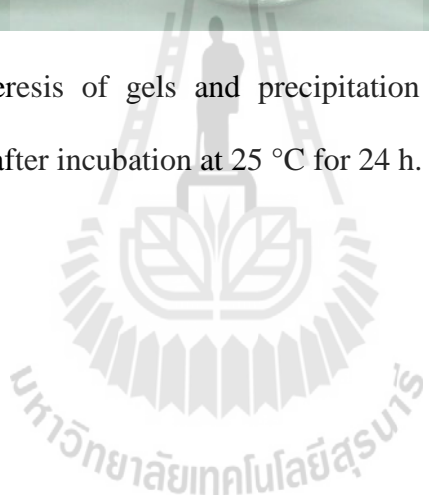 eresis of gels and precipitation
after incubation at 25 °C for 24 h.
มหาวิทยาลัยเทคโนโลยีสุรนารี